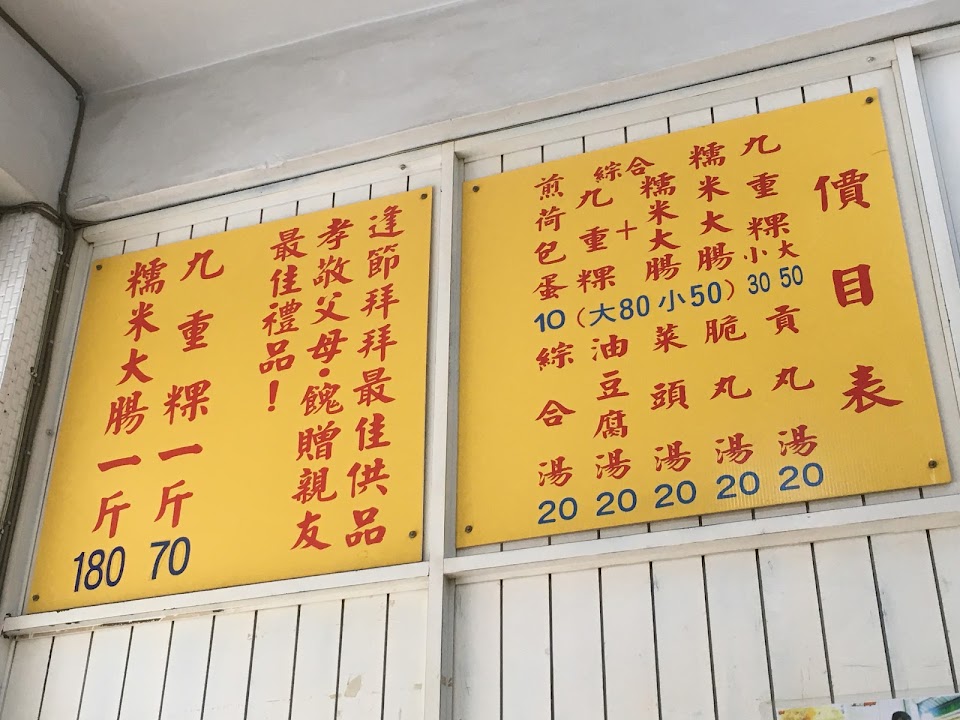 價目表
九重粿
糯米大腸
大 50
小 30
綜合
糯米大腸
+
九重粿
（大80 小50）
煎荷包蛋 10
貢丸湯 20
脆丸湯 20
菜頭湯 20
油豆腐湯 20
綜合湯 20
逢節拜拜最佳供品
孝敬父母·餽贈親友
最佳禮品！
九重粿一斤 70
糯米大腸一斤 180